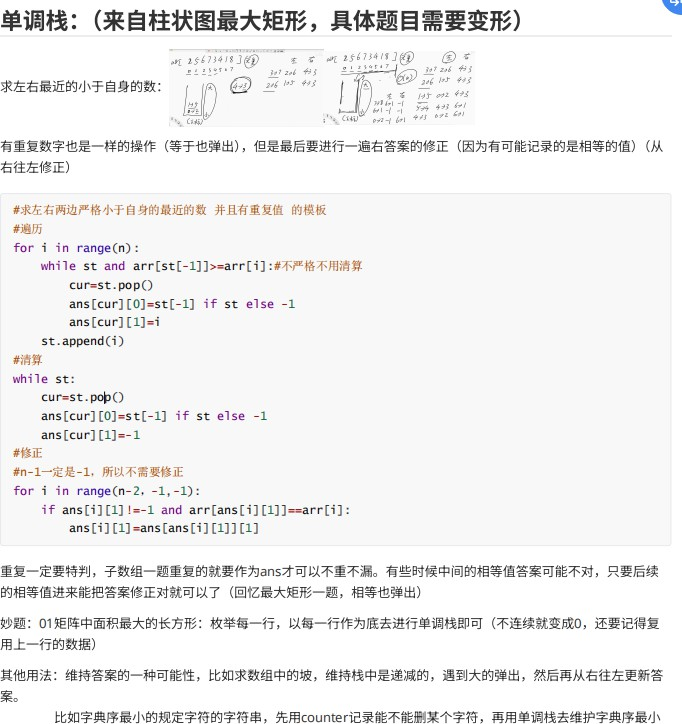 单调栈：（来自柱状图最大矩形，具体题目需要变形）
求左右最近的小于自身的数：
有重复数字也是一样的操作（等于也弹出），但是最后要进行一遍右答案的修正（因为有可能记录的是相等的值）（从
右往左修正）
#求左右两边严格小于自身的最近的数 并且有重复值 的模板
#遍历
for i in range(n):
    while st and arr[st[-1]]>=arr[i]:#不严格不用清算
        cur=st.pop()
        ans[cur][0]=st[-1] if st else -1
        ans[cur][1]=i
    st.append(i)
#清算
while st:
    cur=st.pop()
    ans[cur][0]=st[-1] if st else -1
    ans[cur][1]=-1
#修正
#n-1一定是-1，所以不需要修正
for i in range(n-2，-1,-1):
    if ans[i][1]!=-1 and arr[ans[i][1]]==arr[i]:
        ans[i][1]=ans[ans[i][1]][1]
重复一定要特判，子数组一题重复的就要作为ans才可以不重不漏。有些时候中间的相等值答案可能不对，只要后续
的相等值进来能把答案修正对就可以了（回忆最大矩形一题，相等也弹出）
妙题：01矩阵中面积最大的长方形：枚举每一行，以每一行作为底去进行单调栈即可（不连续就变成0，还要记得复
用上一行的数据）
其他用法：维持答案的一种可能性，比如求数组中的坡，维持栈中是递减的，遇到大的弹出，然后再从右往左更新答
案。
比如字典序最小的规定字符的字符串，先用counter记录能不能删某个字符，再用单调栈去维护字典序最小